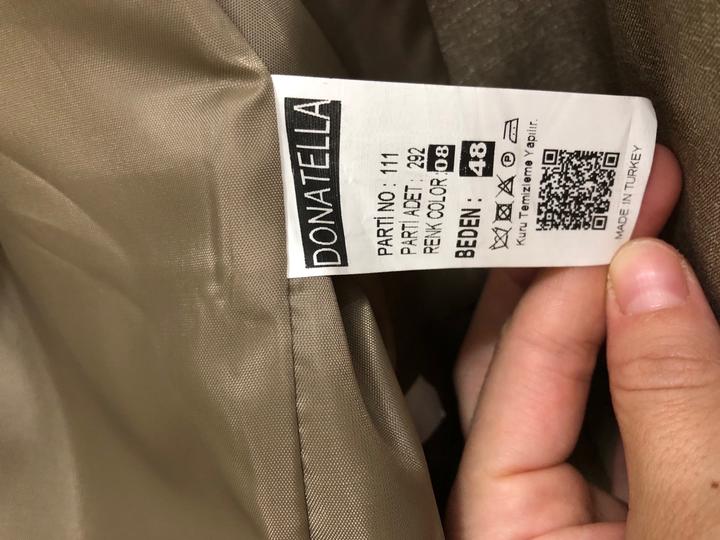 DONATELLA
PARTİ NO : 111
PARTİ ADET : 292
RENK COLOR: 08
BEDEN : 48
Kuru Temizleme Yapılır.
MADE IN TURKEY